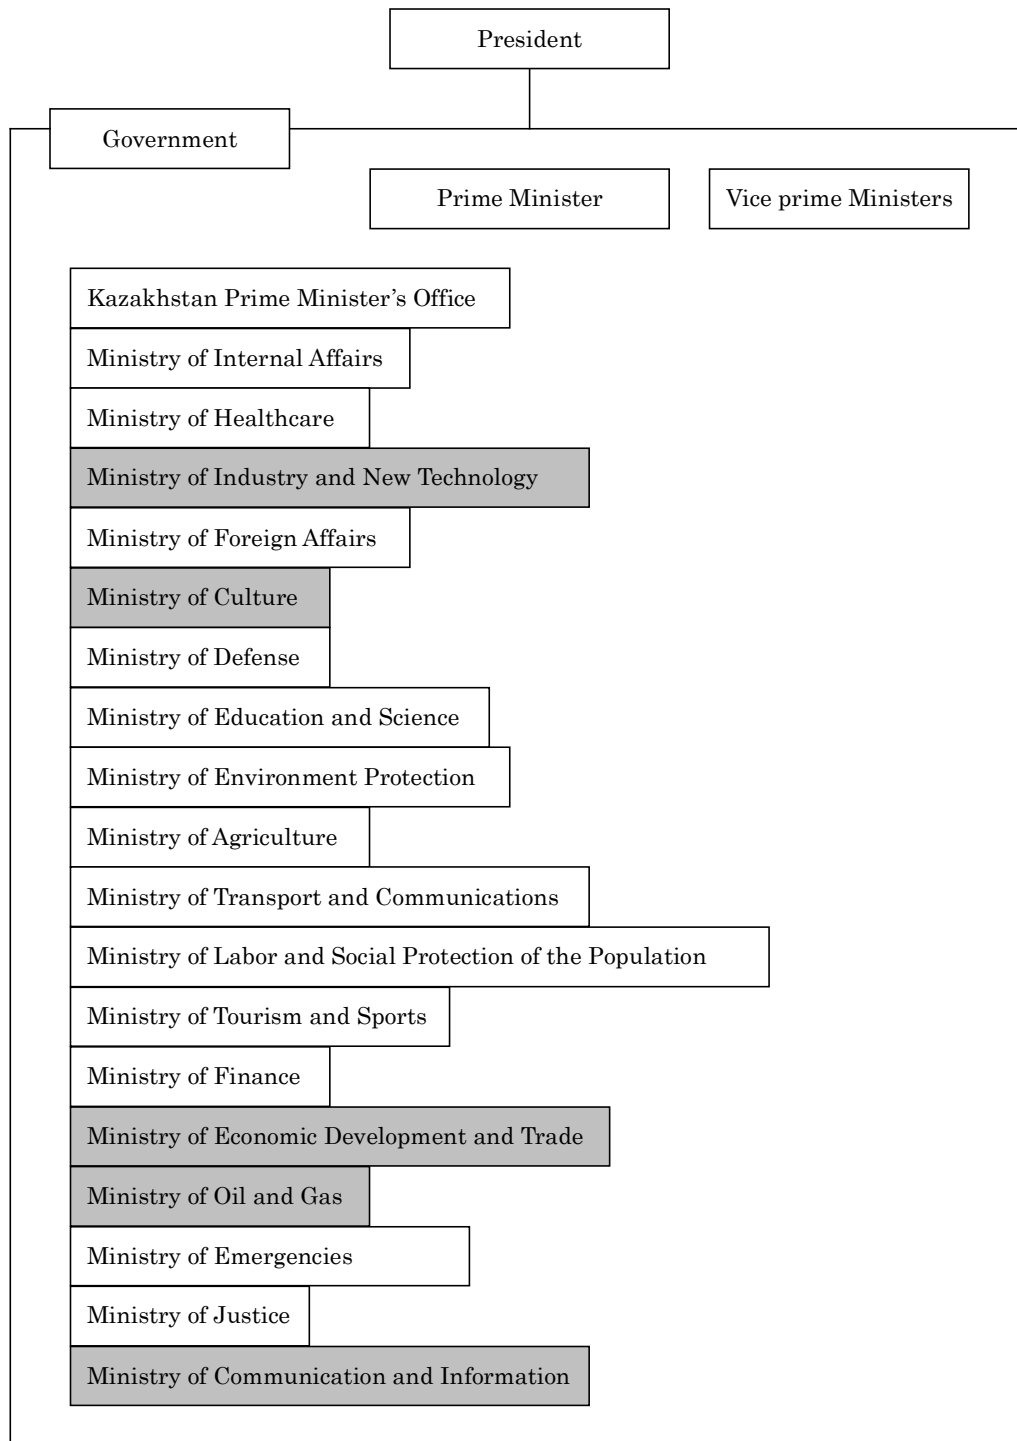 President
Government
Prime Minister
Vice prime Ministers
Kazakhstan Prime Minister’s Office
Ministry of Internal Affairs
Ministry of Healthcare
Ministry of Industry and New Technology
Ministry of Foreign Affairs
Ministry of Culture
Ministry of Defense
Ministry of Education and Science
Ministry of Environment Protection
Ministry of Agriculture
Ministry of Transport and Communications
Ministry of Labor and Social Protection of the Population
Ministry of Tourism and Sports
Ministry of Finance
Ministry of Economic Development and Trade
Ministry of Oil and Gas
Ministry of Emergencies
Ministry of Justice
Ministry of Communication and Information